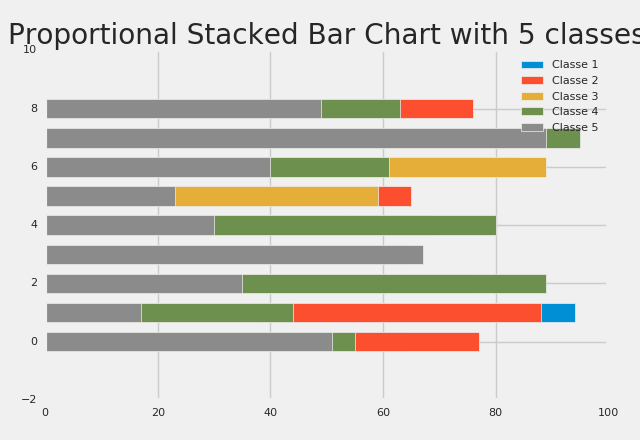 Proportional Stacked Bar Chart with 5 classes
10
Classe 1
Classe 2
Classe 3
8
Classe 4
Classe 5
6
4
2
0
−2
0 20 40 60 80 100